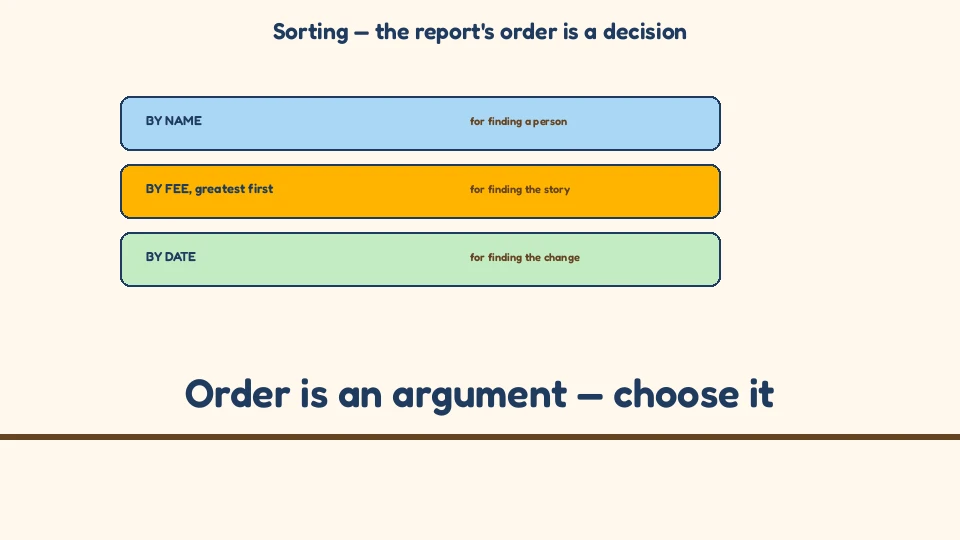 Sorting — the report's order is a decision
BY NAME for finding a person
BY FEE, greatest first for finding the story
BY DATE for finding the change
Order is an argument — choose it